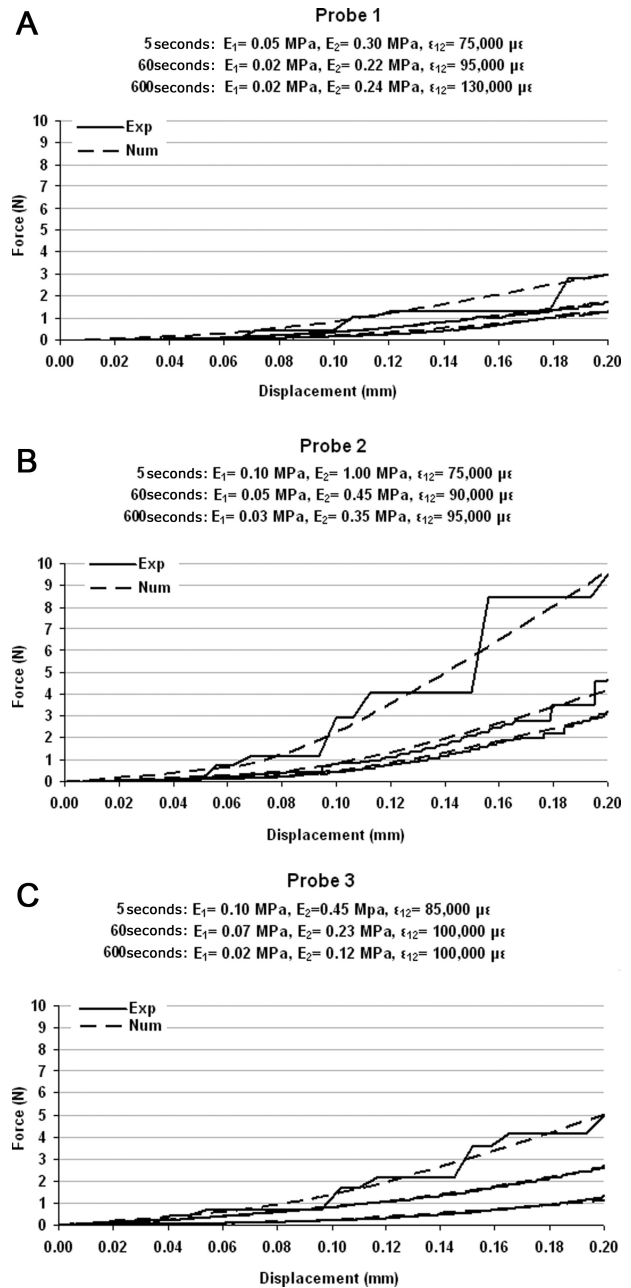 A
Probe 1
5 seconds: E₁= 0.05 MPa, E₂= 0.30 MPa, ε₁₂= 75,000 με
60seconds: E₁= 0.02 MPa, E₂= 0.22 MPa, ε₁₂= 95,000 με
600seconds: E₁= 0.02 MPa, E₂= 0.24 MPa, ε₁₂= 130,000 με
10
9
8
7
6
5
4
3
2
1
0
Force (N)
Exp
Num
0.00 0.02 0.04 0.06 0.08 0.10 0.12 0.14 0.16 0.18 0.20
Displacement (mm)
B
Probe 2
5 seconds: E₁= 0.10 MPa, E₂= 1.00 MPa, ε₁₂= 75,000 με
60seconds: E₁= 0.05 MPa, E₂= 0.45 MPa, ε₁₂= 90,000 με
600seconds: E₁= 0.03 MPa, E₂= 0.35 MPa, ε₁₂= 95,000 με
10
9
8
7
6
5
4
3
2
1
0
Force (N)
Exp
Num
0.00 0.02 0.04 0.06 0.08 0.10 0.12 0.14 0.16 0.18 0.20
Displacement (mm)
C
Probe 3
5 seconds: E₁= 0.10 MPa, E₂=0.45 Mpa, ε₁₂= 85,000 με
60seconds: E₁= 0.07 MPa, E₂= 0.23 MPa, ε₁₂= 100,000 με
600seconds: E₁= 0.02 MPa, E₂= 0.12 MPa, ε₁₂= 100,000 με
10
9
8
7
6
5
4
3
2
1
0
Force (N)
Exp
Num
0.00 0.02 0.04 0.06 0.08 0.10 0.12 0.14 0.16 0.18 0.20
Displacement (mm)